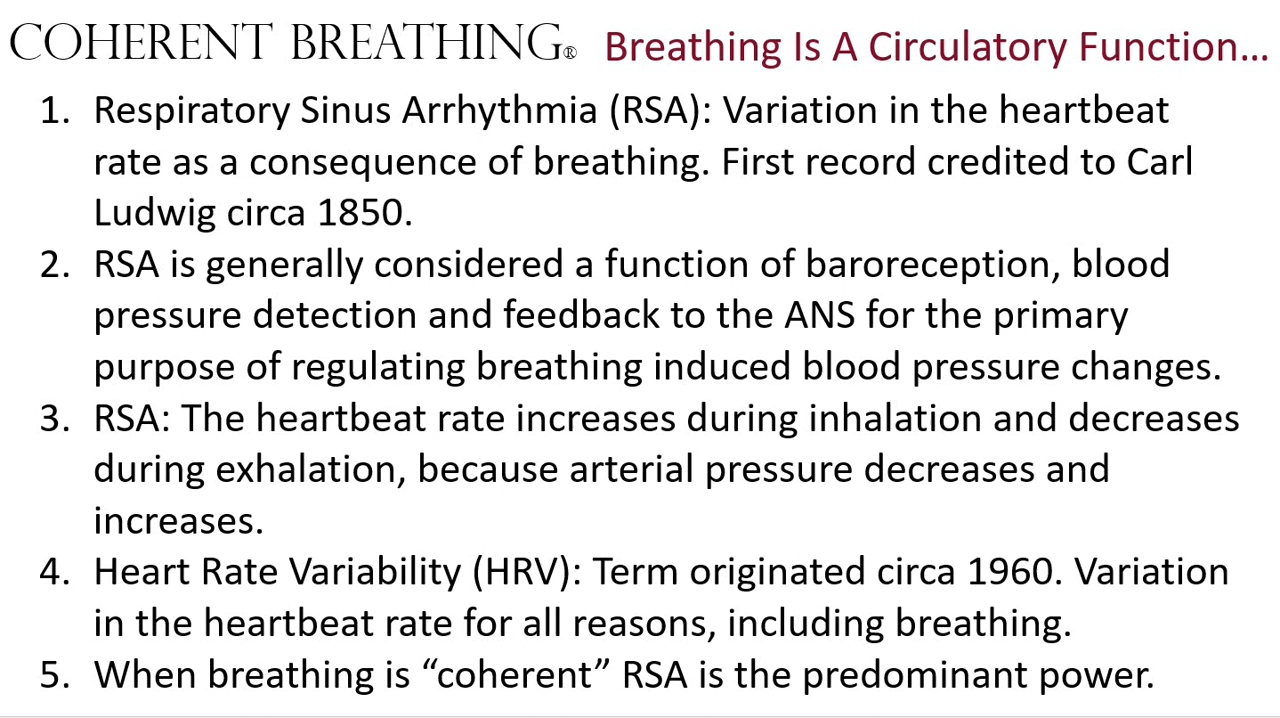 COHERENT BREATHING® Breathing Is A Circulatory Function...
1. Respiratory Sinus Arrhythmia (RSA): Variation in the heartbeat
rate as a consequence of breathing. First record credited to Carl
Ludwig circa 1850.
2. RSA is generally considered a function of baroreception, blood
pressure detection and feedback to the ANS for the primary
purpose of regulating breathing induced blood pressure changes.
3. RSA: The heartbeat rate increases during inhalation and decreases
during exhalation, because arterial pressure decreases and
increases.
4. Heart Rate Variability (HRV): Term originated circa 1960. Variation
in the heartbeat rate for all reasons, including breathing.
5. When breathing is “coherent” RSA is the predominant power.